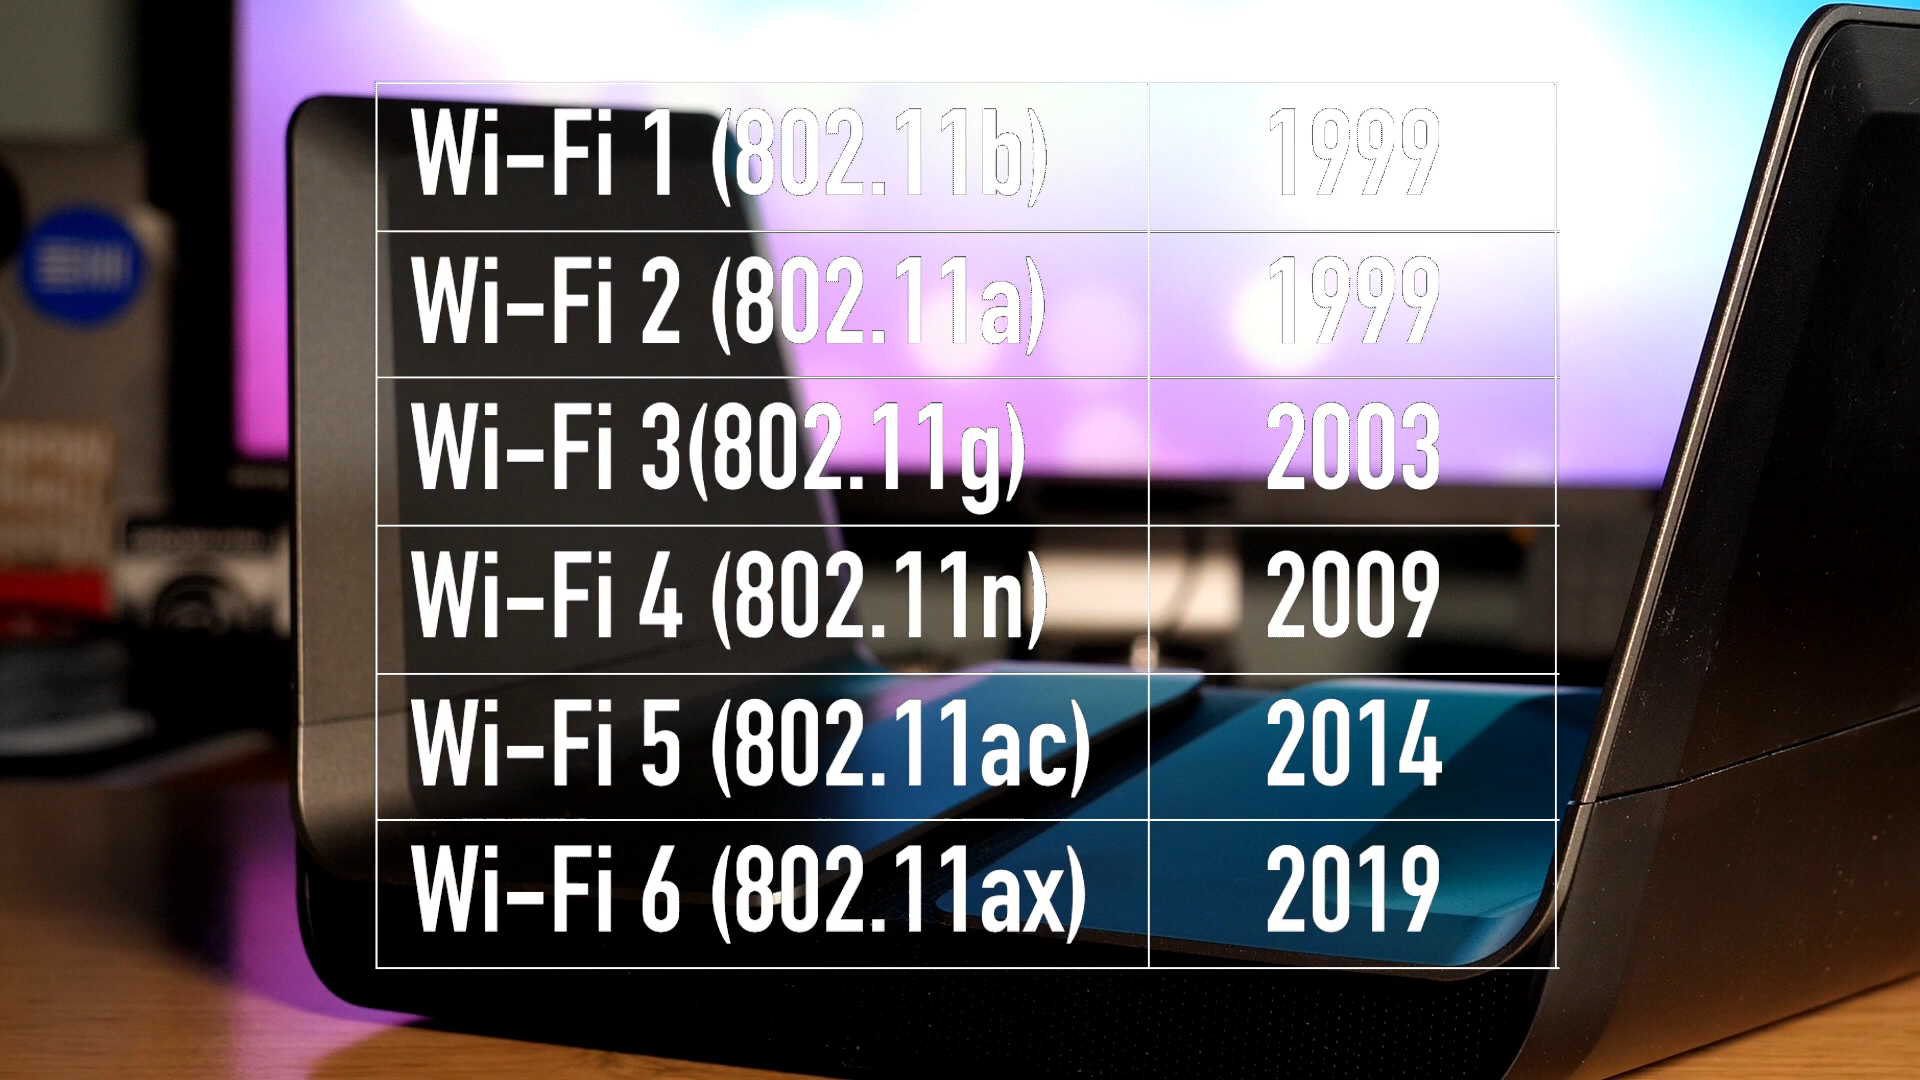 Wi-Fi 1 (802.11b) 1999
Wi-Fi 2 (802.11a) 1999
Wi-Fi 3(802.11g) 2003
Wi-Fi 4 (802.11n) 2009
Wi-Fi 5 (802.11ac) 2014
Wi-Fi 6 (802.11ax) 2019